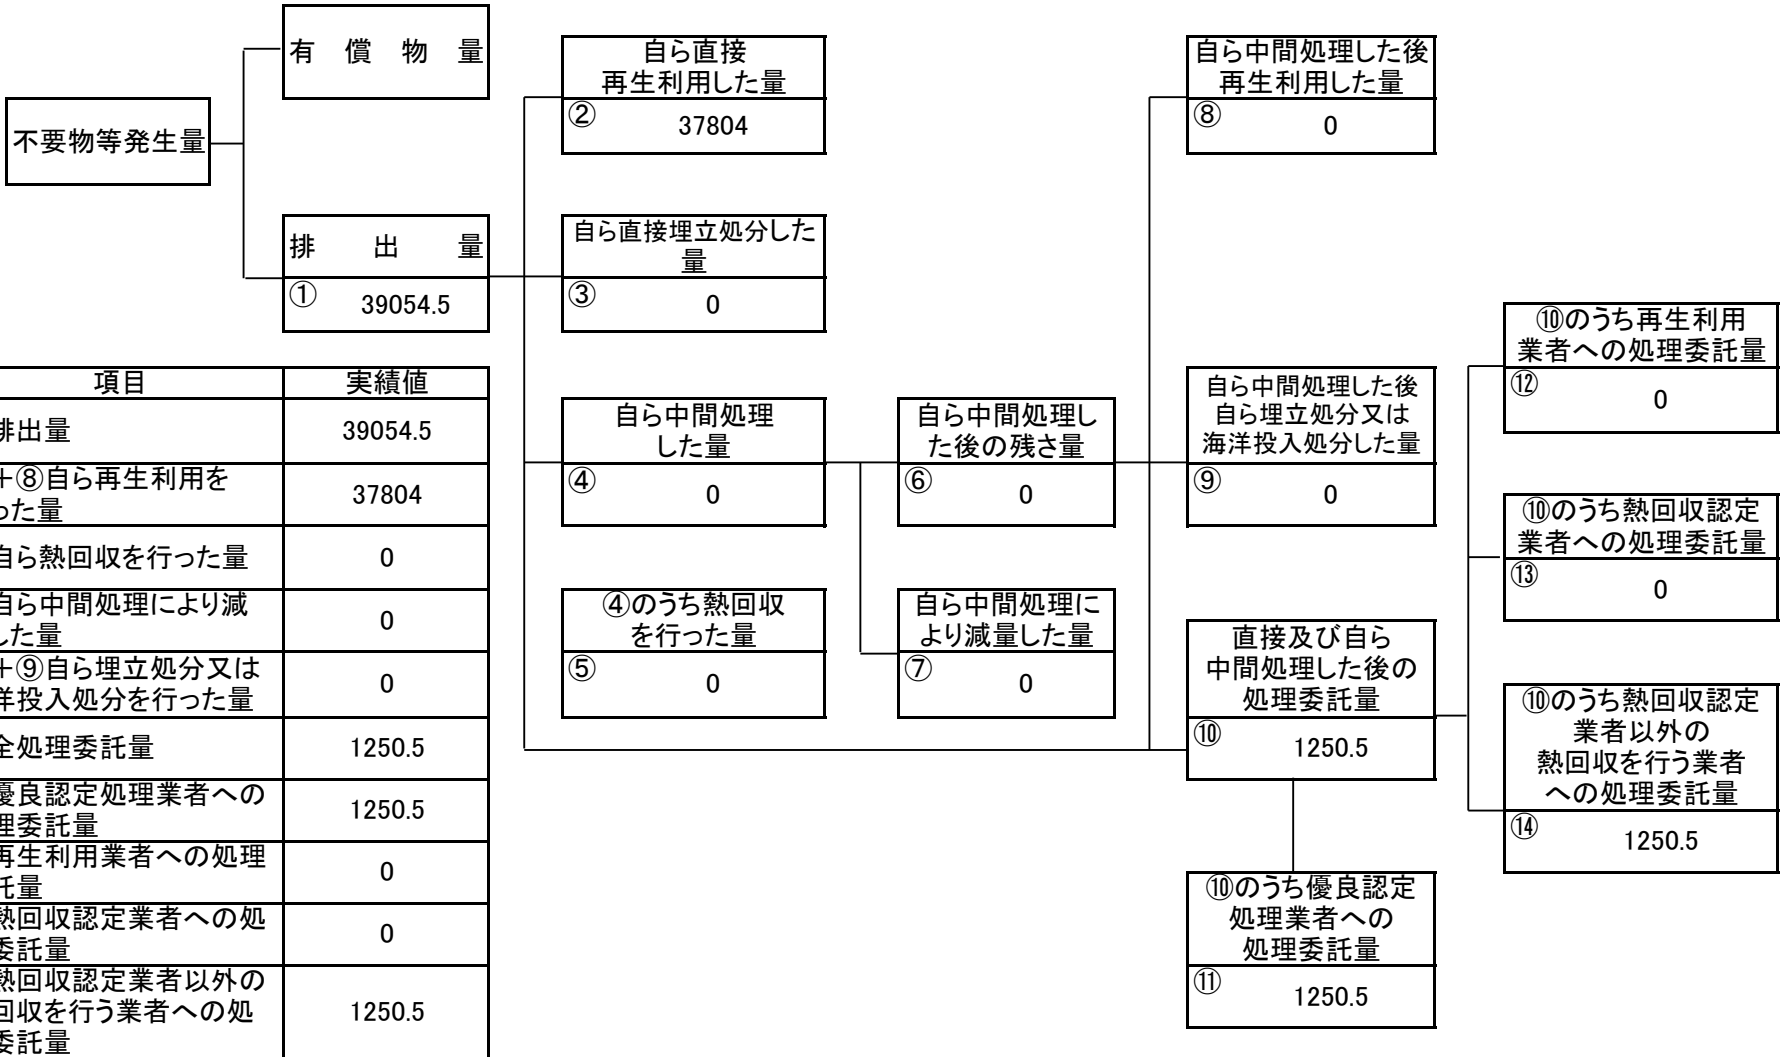 有 償 物 量
不要物等発生量
排 出 量
① 39054.5
自ら直接
再生利用した量
② 37804
自ら直接埋立処分した
量
③ 0
自ら中間処理
した量
④ 0
④のうち熱回収
を行った量
⑤ 0
自ら中間処理し
た後の残さ量
⑥ 0
自ら中間処理に
より減量した量
⑦ 0
自ら中間処理した後
再生利用した量
⑧ 0
自ら中間処理した後
自ら埋立処分又は
海洋投入処分した量
⑨ 0
直接及び自ら
中間処理した後の
処理委託量
⑩ 1250.5
⑩のうち優良認定
処理業者への
処理委託量
⑪ 1250.5
⑩のうち再生利用
業者への処理委託量
⑫ 0
⑩のうち熱回収認定
業者への処理委託量
⑬ 0
⑩のうち熱回収認定
業者以外の
熱回収を行う業者
への処理委託量
⑭ 1250.5
項目 実績値
排出量 39054.5
+⑧自ら再生利用を
った量 37804
自ら熱回収を行った量 0
自ら中間処理により減
した量 0
+⑨自ら埋立処分又は
洋投入処分を行った量 0
全処理委託量 1250.5
優良認定処理業者への
理委託量 1250.5
再生利用業者への処理
託量 0
熱回収認定業者への処
委託量 0
熱回収認定業者以外の
回収を行う業者への処
委託量 1250.5